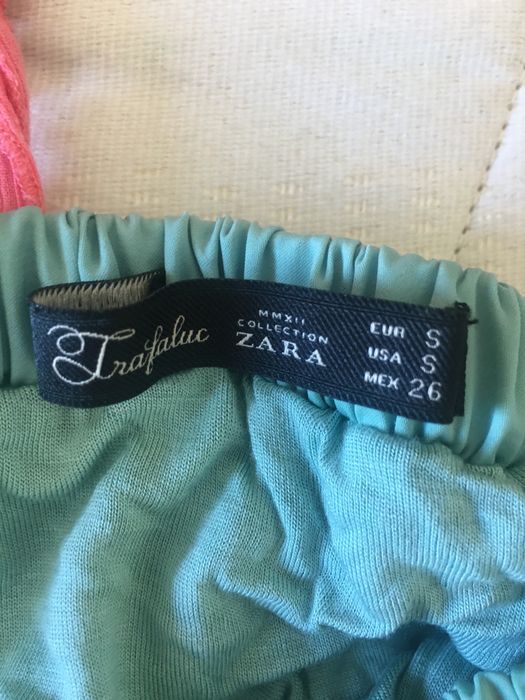 Trafaluc
MMXII
COLLECTION
ZARA
EUR S
USA S
MEX 26